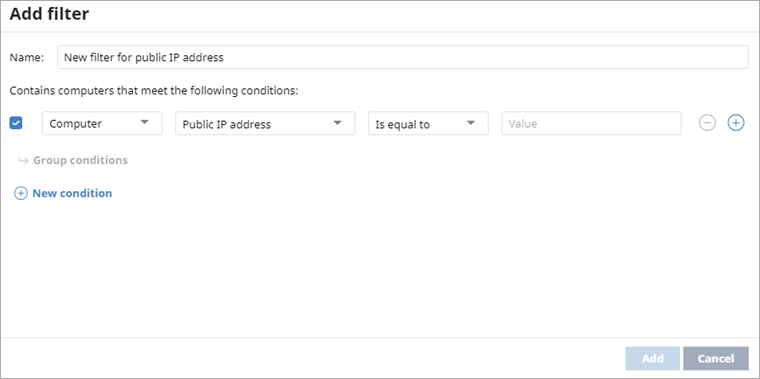 Add filter
Name: New filter for public IP address
Contains computers that meet the following conditions:
Computer Public IP address Is equal to Value
Group conditions
New condition
Add Cancel